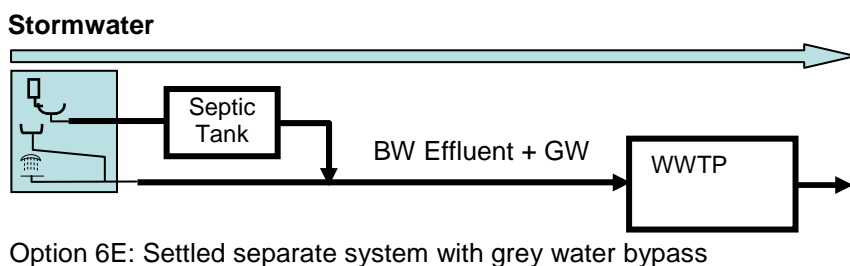 Stormwater
Septic
Tank
BW Effluent + GW
WWTP
Option 6E: Settled separate system with grey water bypass